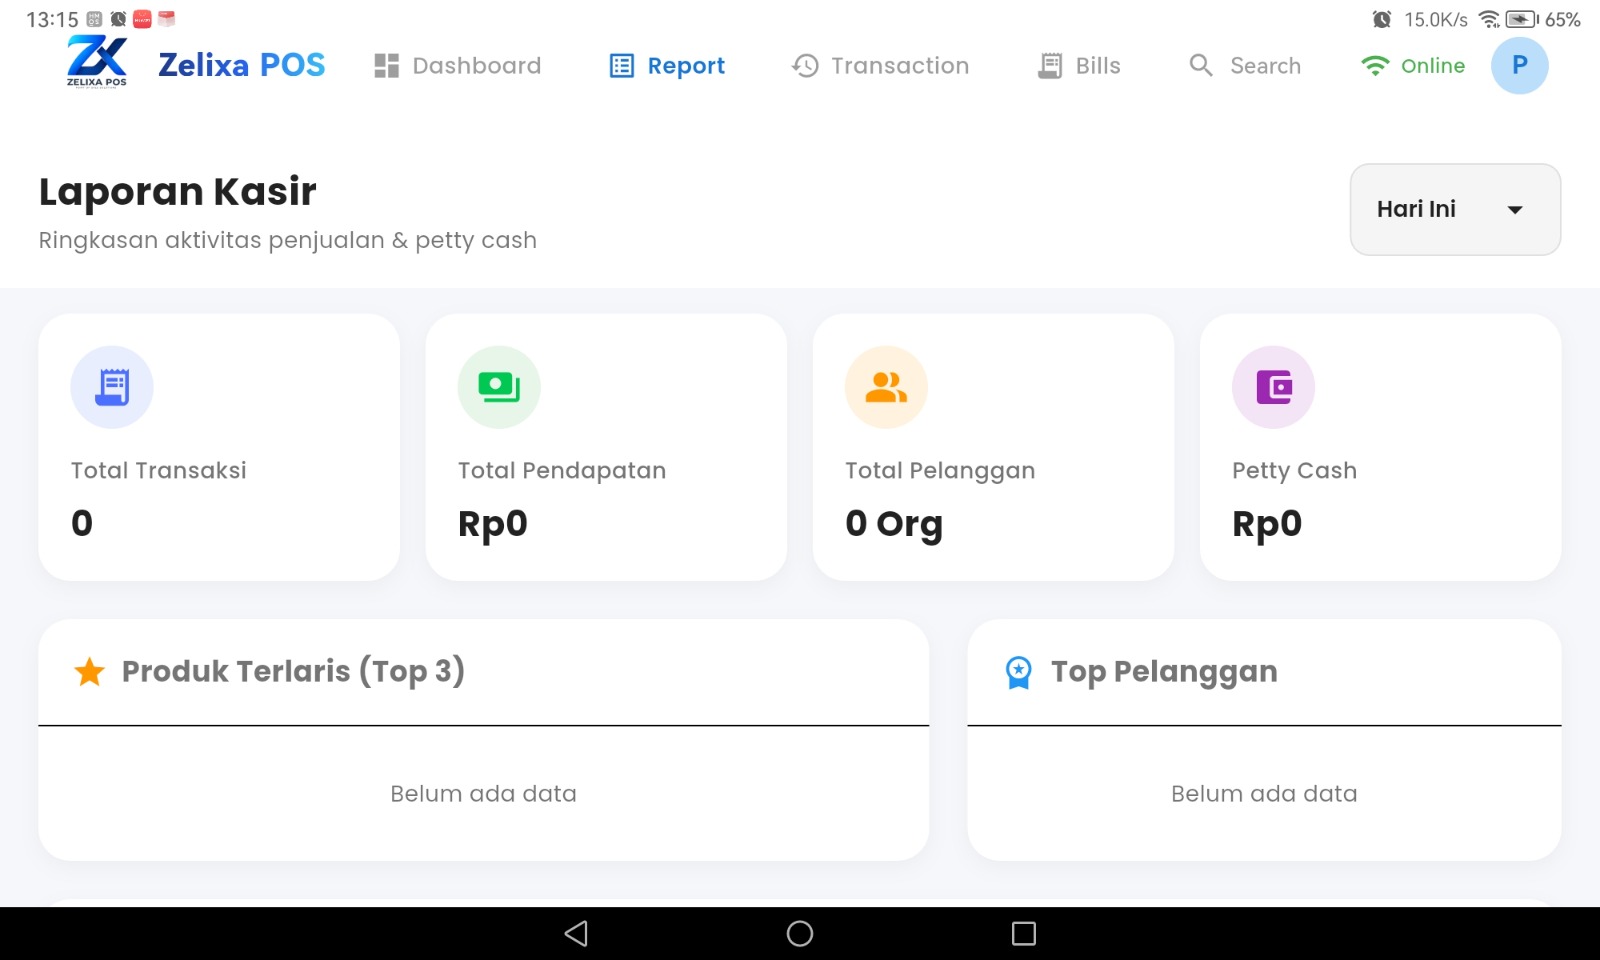 13:15
15.0K/s 65%
ZK
ZELIXA POS
Zelixa POS
Dashboard
Report
Transaction
Bills
Search
Online
P
Laporan Kasir
Ringkasan aktivitas penjualan & petty cash
Hari Ini
Total Transaksi
0
Total Pendapatan
Rp0
Total Pelanggan
0 Org
Petty Cash
Rp0
Produk Terlaris (Top 3)
Belum ada data
Top Pelanggan
Belum ada data